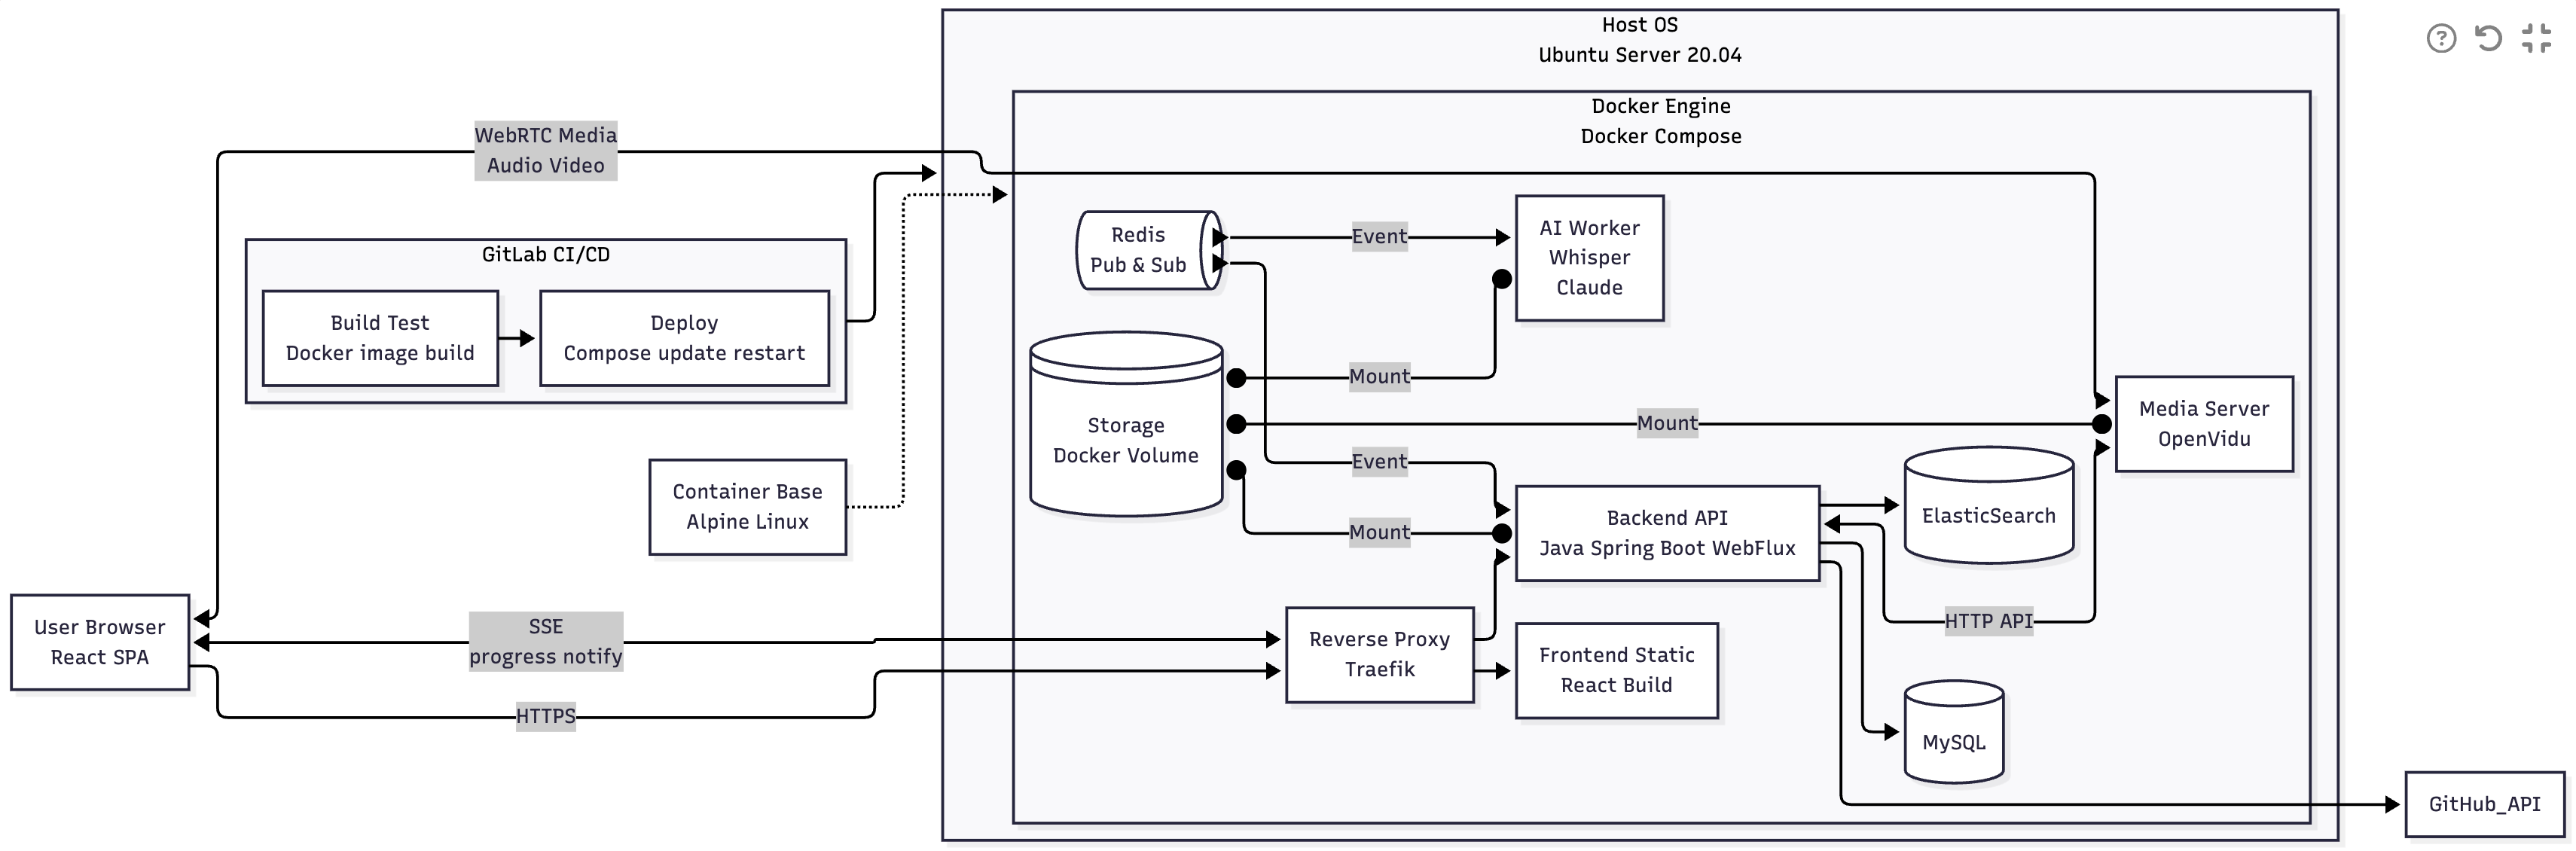 Host OS
Ubuntu Server 20.04
Docker Engine
Docker Compose
WebRTC Media
Audio Video
GitLab CI/CD
Build Test
Docker image build
Deploy
Compose update restart
Container Base
Alpine Linux
Redis
Pub & Sub
Event
AI Worker
Whisper
Claude
Mount
Storage
Docker Volume
Mount
Media Server
OpenVidu
Event
Mount
Backend API
Java Spring Boot WebFlux
ElasticSearch
HTTP API
User Browser
React SPA
SSE
progress notify
HTTPS
Reverse Proxy
Traefik
Frontend Static
React Build
MySQL
GitHub_API
?